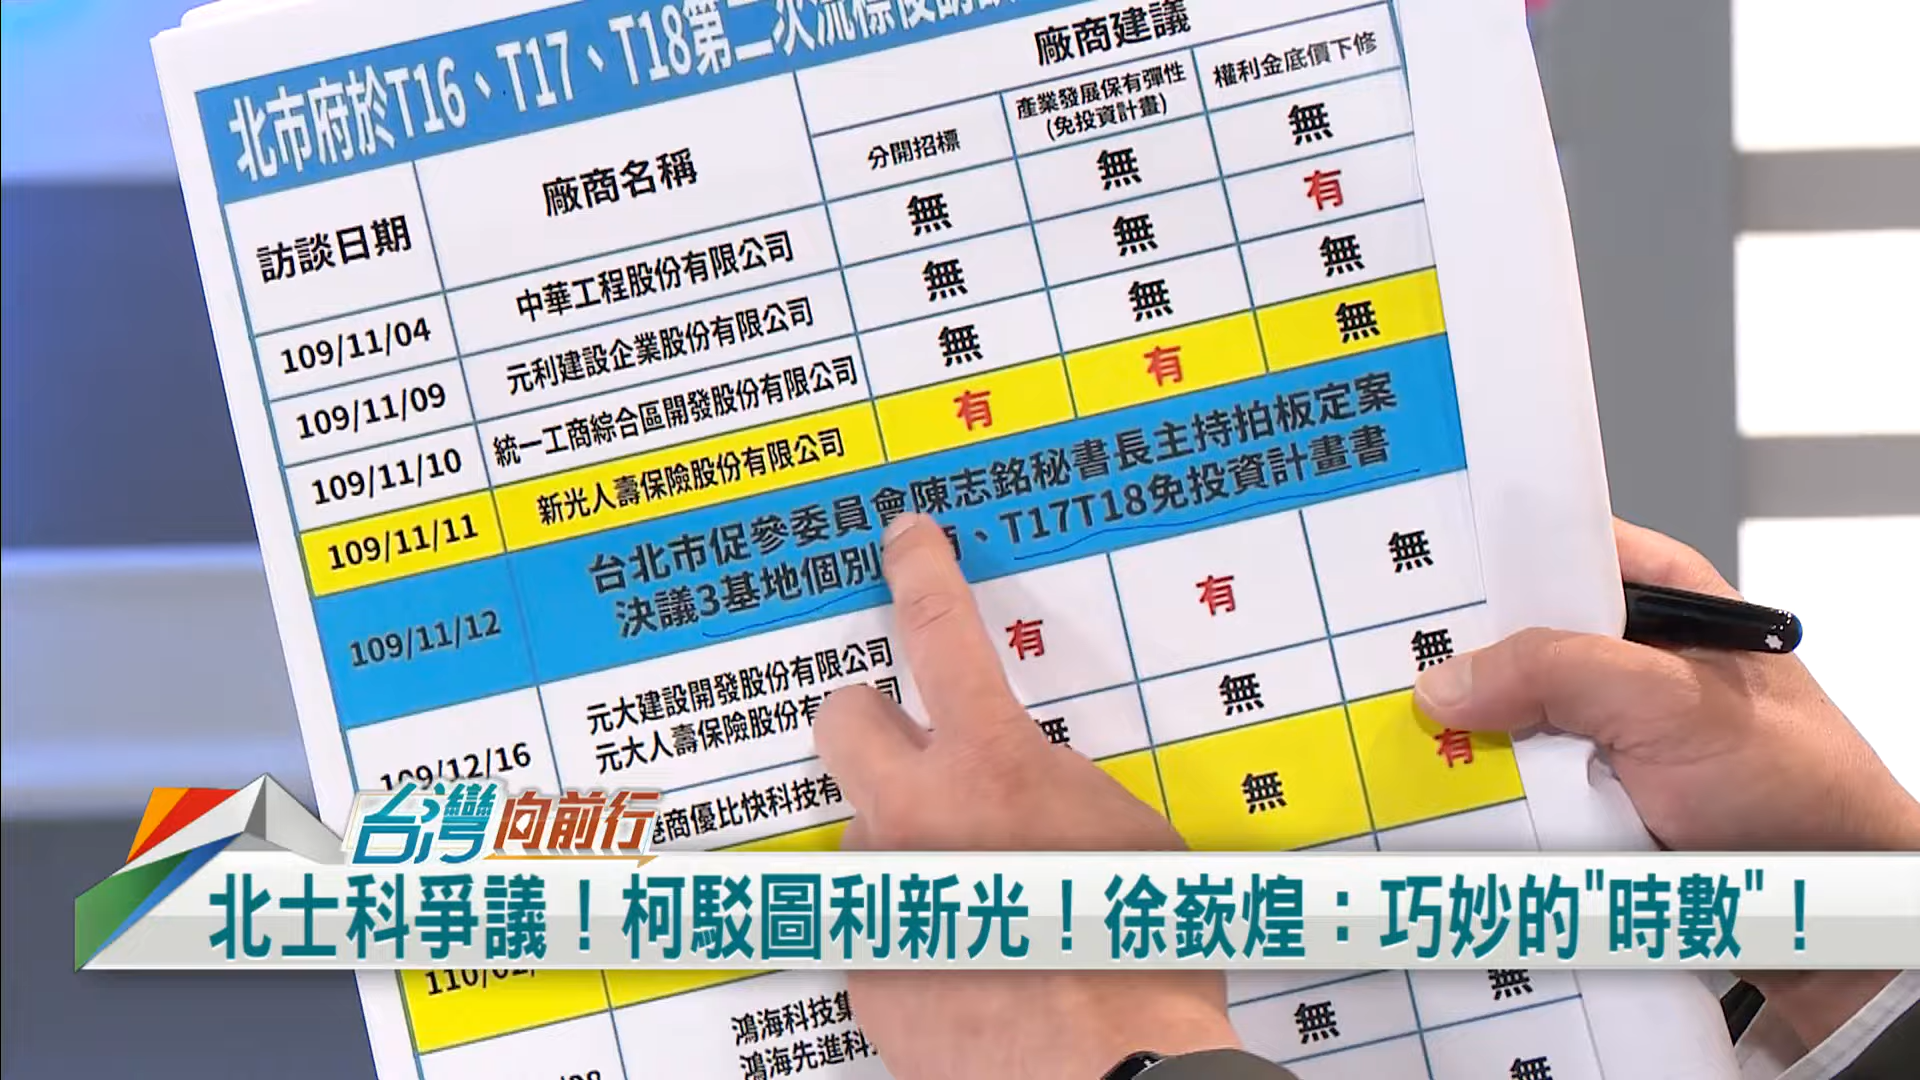 北市府於T16、T17、T18第二次流標後
訪談日期
廠商名稱
廠商建議
分開招標
產業發展保有彈性
(免投資計畫)
權利金底價下修
109/11/04 中華工程股份有限公司 無 無 無
109/11/09 元利建設企業股份有限公司 無 無 有
109/11/10 統一工商綜合區開發股份有限公司 無 無 無
109/11/11 新光人壽保險股份有限公司 有 有 無
109/11/12
台北市促參委員會陳志銘秘書長主持拍板定案
決議3基地個別 、T17T18免投資計畫書
109/12/16
元大建設開發股份有限公司
元大人壽保險股份有 公司
有 有 無
港商優比快科技有 無 無 無
無 有
110/02/
鴻海科技集
鴻海先進科
無 無
無
台灣向前行
北士科爭議！柯駁圖利新光！徐嶔煌：巧妙的"時數"！